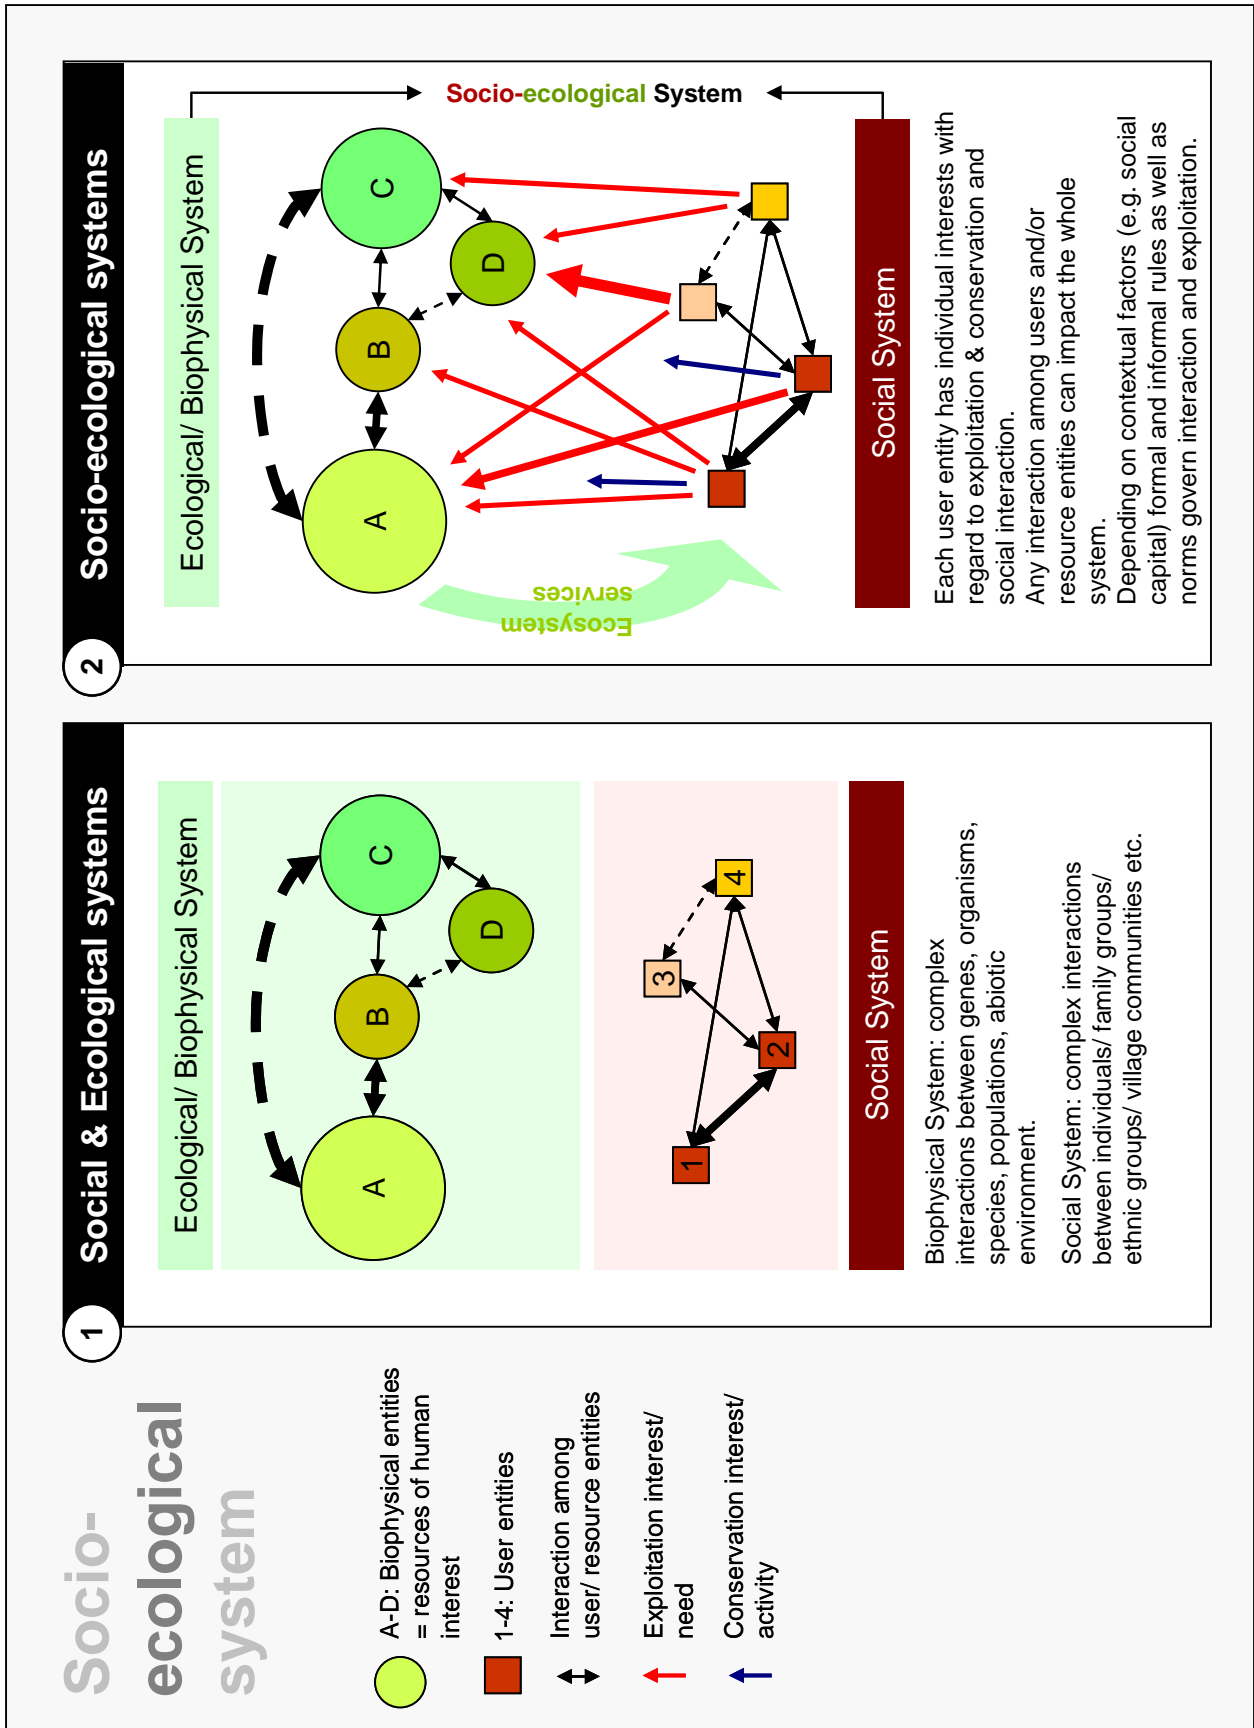 Socio-
ecological
system
A-D: Biophysical entities
= resources of human
interest
1-4: User entities
Interaction among
user/ resource entities
Exploitation interest/
need
Conservation interest/
activity
1
Social & Ecological systems
Ecological/ Biophysical System
A
B
C
D
1
2
3
4
Social System
Biophysical System: complex
interactions between genes, organisms,
species, populations, abiotic
environment.
Social System: complex interactions
between individuals/ family groups/
ethnic groups/ village communities etc.
2
Socio-ecological systems
Ecological/ Biophysical System
Socio-ecological System
A
B
C
D
Ecosystem
services
Social System
Each user entity has individual interests with
regard to exploitation & conservation and
social interaction.
Any interaction among users and/or
resource entities can impact the whole
system.
Depending on contextual factors (e.g. social
capital) formal and informal rules as well as
norms govern interaction and exploitation.